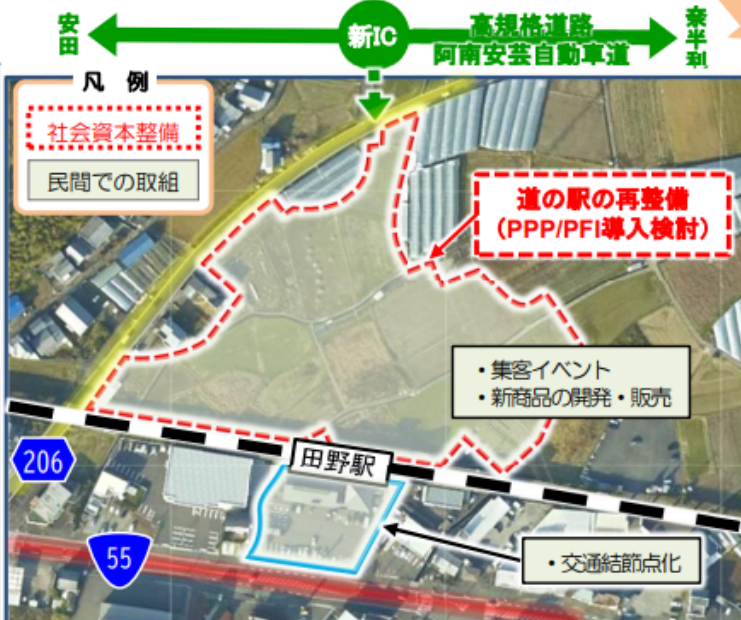 安田
新IC
高規格道路
阿南安芸自動車道
奈半利
凡 例
社会資本整備
民間での取組
道の駅の再整備
(PPP/PFI導入検討)
・集客イベント
・新商品の開発・販売
206
田野駅
55
・交通結節点化